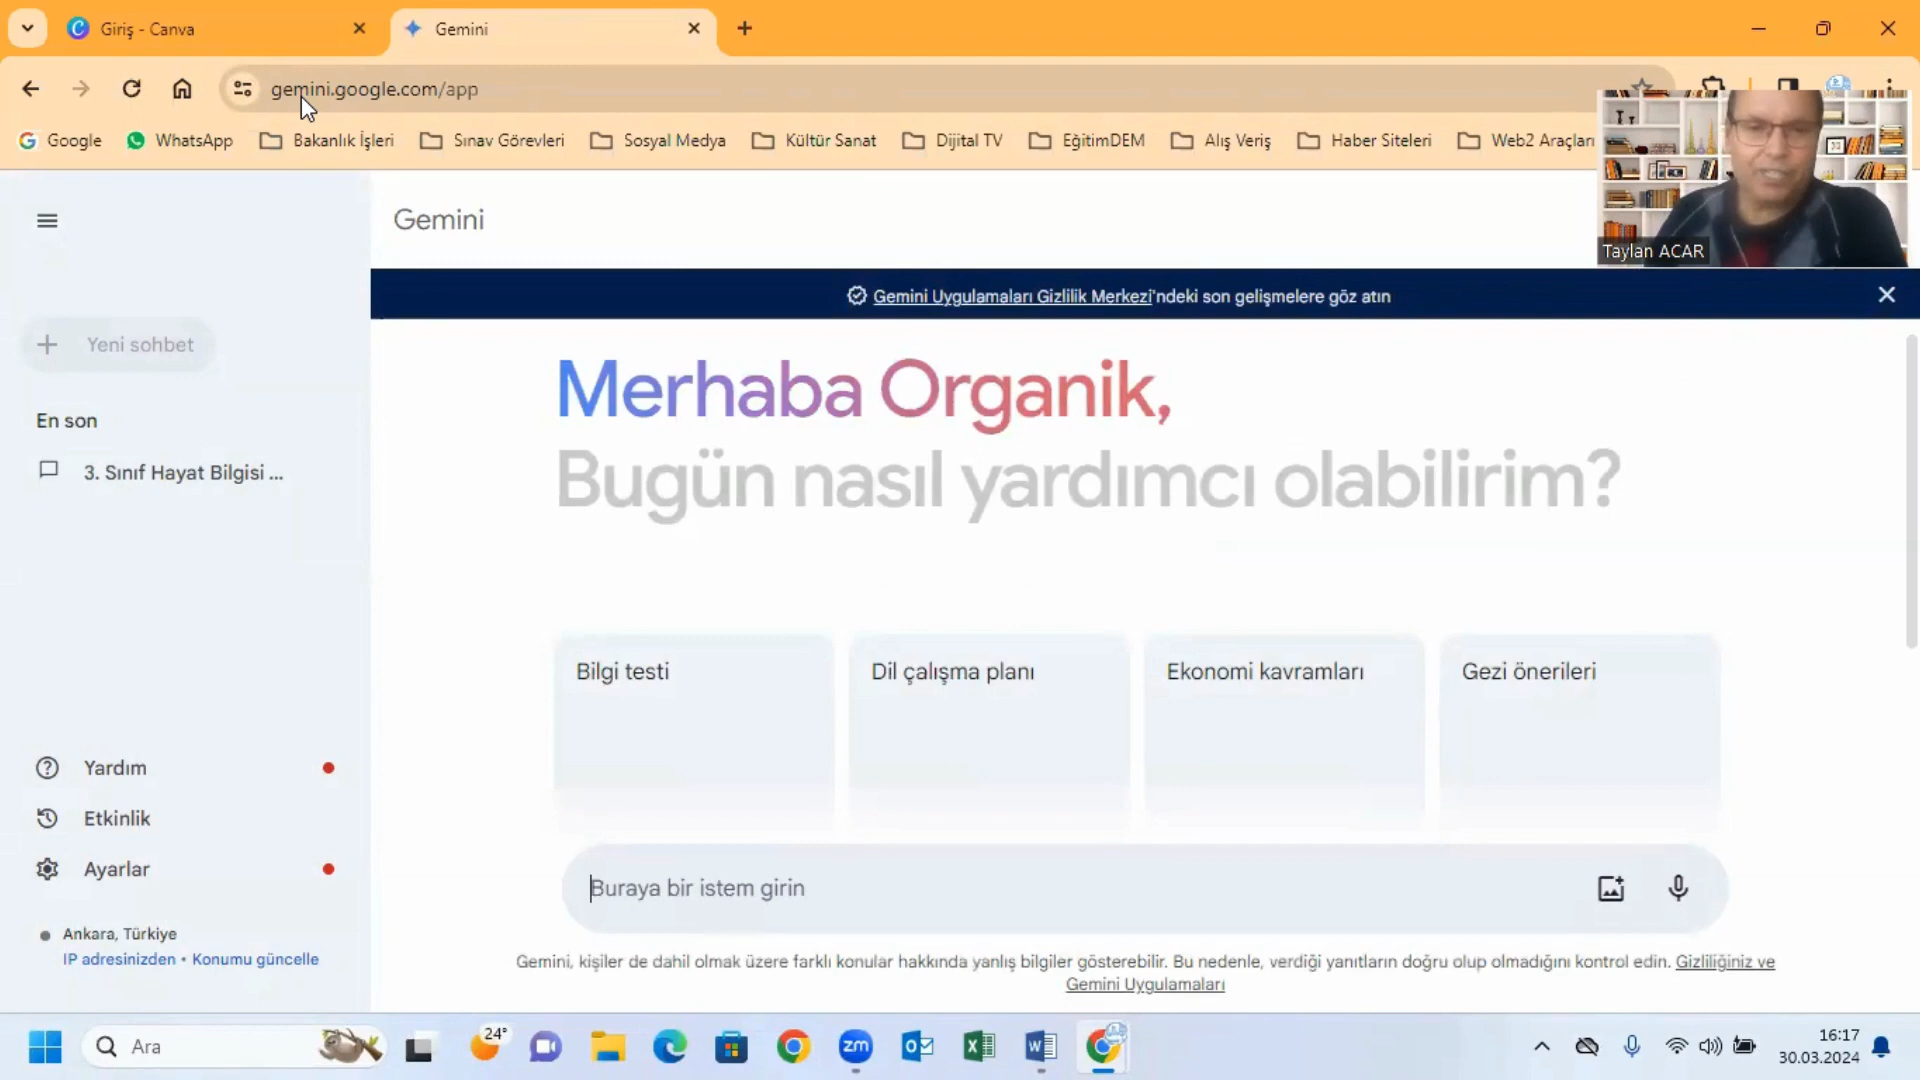 Giriş - Canva
Gemini
gemini.google.com/app
Google
WhatsApp
Bakanlık İşleri
Sınav Görevleri
Sosyal Medya
Kültür Sanat
Dijital TV
EğitimDEM
Alış Veriş
Haber Siteleri
Web2 Araçları
Taylan ACAR
Gemini
Gemini Uygulamaları Gizlilik Merkezi'ndeki son gelişmelere göz atın
Yeni sohbet
En son
3. Sınıf Hayat Bilgisi ...
Merhaba Organik,
Bugün nasıl yardımcı olabilirim?
Bilgi testi
Dil çalışma planı
Ekonomi kavramları
Gezi önerileri
Yardım
Etkinlik
Ayarlar
Ankara, Türkiye
IP adresinizden • Konumu güncelle
Buraya bir istem girin
Gemini, kişiler de dahil olmak üzere farklı konular hakkında yanlış bilgiler gösterebilir. Bu nedenle, verdiği yanıtların doğru olup olmadığını kontrol edin. Gizliliğiniz ve
Gemini Uygulamaları
Ara
24°
zm
16:17
30.03.2024